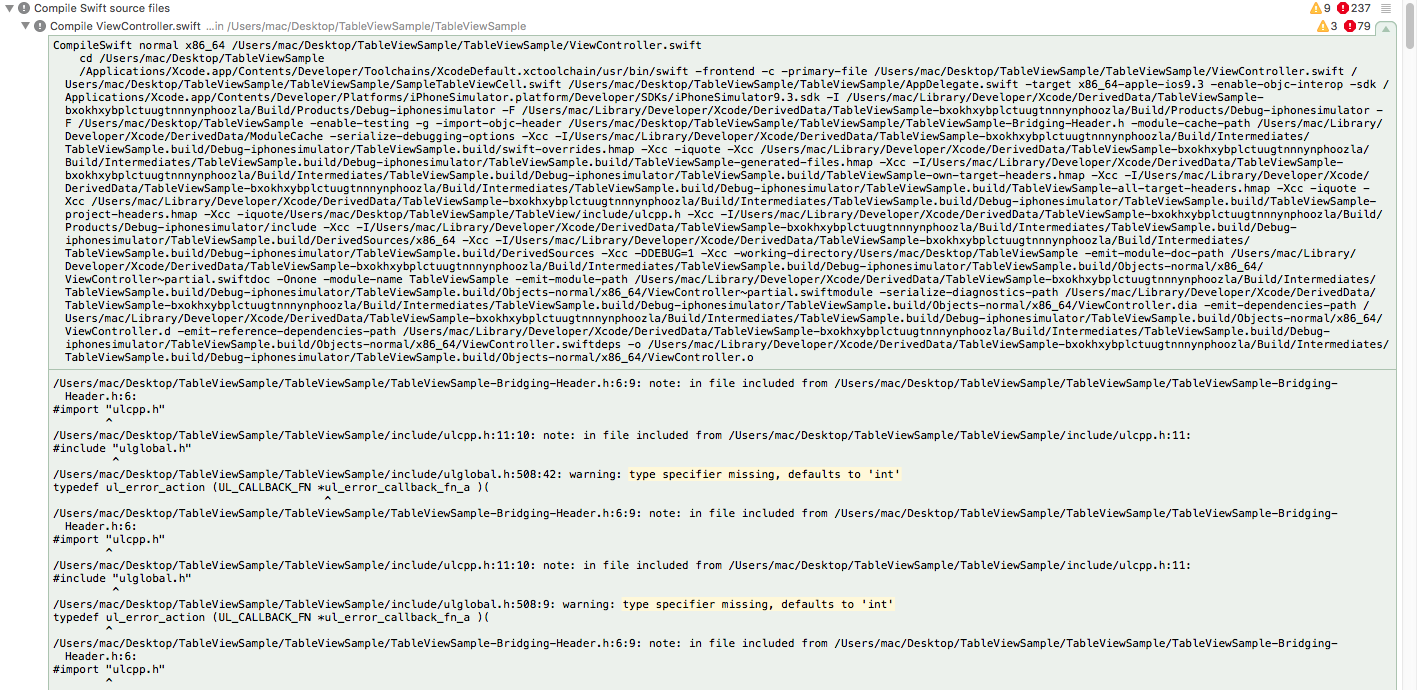 Compile Swift source files 9 237
Compile ViewController.swift ...in /Users/mac/Desktop/TableViewSample/TableViewSample 3 79
CompileSwift normal x86_64 /Users/mac/Desktop/TableViewSample/TableViewSample/ViewController.swift
cd /Users/mac/Desktop/TableViewSample
/Applications/Xcode.app/Contents/Developer/Toolchains/XcodeDefault.xctoolchain/usr/bin/swift -frontend -c -primary-file /Users/mac/Desktop/TableViewSample/TableViewSample/ViewController.swift /
Users/mac/Desktop/TableViewSample/TableViewSample/SampleTableViewCell.swift /Users/mac/Desktop/TableViewSample/TableViewSample/AppDelegate.swift -target x86_64-apple-ios9.3 -enable-objc-interop -sdk /
Applications/Xcode.app/Contents/Developer/Platforms/iPhoneSimulator.platform/Developer/SDKs/iPhoneSimulator9.3.sdk -I /Users/mac/Library/Developer/Xcode/DerivedData/TableViewSample-
bxokhxybplctuugtnnnynphoozla/Build/Products/Debug-iphonesimulator -F /Users/mac/Library/Developer/Xcode/DerivedData/TableViewSample-bxokhxybplctuugtnnnynphoozla/Build/Products/Debug-iphonesimulator -
F /Users/mac/Desktop/TableViewSample -enable-testing -g -import-objc-header /Users/mac/Desktop/TableViewSample/TableViewSample/TableViewSample-Bridging-Header.h -module-cache-path /Users/mac/Library/
Developer/Xcode/DerivedData/ModuleCache -serialize-debugging-options -Xcc -I/Users/mac/Library/Developer/Xcode/DerivedData/TableViewSample-bxokhxybplctuugtnnnynphoozla/Build/Intermediates/
TableViewSample.build/Debug-iphonesimulator/TableViewSample.build/swift-overrides.hmap -Xcc -iquote -Xcc /Users/mac/Library/Developer/Xcode/DerivedData/TableViewSample-bxokhxybplctuugtnnnynphoozla/
Build/Intermediates/TableViewSample.build/Debug-iphonesimulator/TableViewSample.build/TableViewSample-generated-files.hmap -Xcc -I/Users/mac/Library/Developer/Xcode/DerivedData/TableViewSample-
bxokhxybplctuugtnnnynphoozla/Build/Intermediates/TableViewSample.build/Debug-iphonesimulator/TableViewSample.build/TableViewSample-own-target-headers.hmap -Xcc -I/Users/mac/Library/Developer/Xcode/
DerivedData/TableViewSample-bxokhxybplctuugtnnnynphoozla/Build/Intermediates/TableViewSample.build/Debug-iphonesimulator/TableViewSample.build/TableViewSample-all-target-headers.hmap -Xcc -iquote -
Xcc /Users/mac/Library/Developer/Xcode/DerivedData/TableViewSample-bxokhxybplctuugtnnnynphoozla/Build/Intermediates/TableViewSample.build/Debug-iphonesimulator/TableViewSample.build/TableViewSample-
project-headers.hmap -Xcc -iquote/Users/mac/Desktop/TableViewSample/TableView/include/ulcpp.h -Xcc -I/Users/mac/Library/Developer/Xcode/DerivedData/TableViewSample-bxokhxybplctuugtnnnynphoozla/Build/
Products/Debug-iphonesimulator/include -Xcc -I/Users/mac/Library/Developer/Xcode/DerivedData/TableViewSample-bxokhxybplctuugtnnnynphoozla/Build/Intermediates/TableViewSample.build/Debug-
iphonesimulator/TableViewSample.build/DerivedSources/x86_64 -Xcc -I/Users/mac/Library/Developer/Xcode/DerivedData/TableViewSample-bxokhxybplctuugtnnnynphoozla/Build/Intermediates/
TableViewSample.build/Debug-iphonesimulator/TableViewSample.build/DerivedSources -Xcc -DDEBUG=1 -Xcc -working-directory/Users/mac/Desktop/TableViewSample -emit-module-doc-path /Users/mac/Library/
Developer/Xcode/DerivedData/TableViewSample-bxokhxybplctuugtnnnynphoozla/Build/Intermediates/TableViewSample.build/Debug-iphonesimulator/TableViewSample.build/Objects-normal/x86_64/
ViewController~partial.swiftdoc -Onone -module-name TableViewSample -emit-module-path /Users/mac/Library/Developer/Xcode/DerivedData/TableViewSample-bxokhxybplctuugtnnnynphoozla/Build/Intermediates/
TableViewSample.build/Debug-iphonesimulator/TableViewSample.build/Objects-normal/x86_64/ViewController~partial.swiftmodule -serialize-diagnostics-path /Users/mac/Library/Developer/Xcode/DerivedData/
TableViewSample-bxokhxybplctuugtnnnynphoozla/Build/Intermediates/TableViewSample.build/Debug-iphonesimulator/TableViewSample.build/Objects-normal/x86_64/ViewController.dia -emit-dependencies-path /
Users/mac/Library/Developer/Xcode/DerivedData/TableViewSample-bxokhxybplctuugtnnnynphoozla/Build/Intermediates/TableViewSample.build/Debug-iphonesimulator/TableViewSample.build/Objects-normal/x86_64/
ViewController.d -emit-reference-dependencies-path /Users/mac/Library/Developer/Xcode/DerivedData/TableViewSample-bxokhxybplctuugtnnnynphoozla/Build/Intermediates/TableViewSample.build/Debug-
iphonesimulator/TableViewSample.build/Objects-normal/x86_64/ViewController.swiftdeps -o /Users/mac/Library/Developer/Xcode/DerivedData/TableViewSample-bxokhxybplctuugtnnnynphoozla/Build/Intermediates/
TableViewSample.build/Debug-iphonesimulator/TableViewSample.build/Objects-normal/x86_64/ViewController.o
/Users/mac/Desktop/TableViewSample/TableViewSample/TableViewSample-Bridging-Header.h:6:9: note: in file included from /Users/mac/Desktop/TableViewSample/TableViewSample/TableViewSample-Bridging-
Header.h:6:
#import "ulcpp.h"
^
/Users/mac/Desktop/TableViewSample/TableViewSample/include/ulcpp.h:11:10: note: in file included from /Users/mac/Desktop/TableViewSample/TableViewSample/include/ulcpp.h:11:
#include "ulglobal.h"
^
/Users/mac/Desktop/TableViewSample/TableViewSample/include/ulglobal.h:508:42: warning: type specifier missing, defaults to 'int'
typedef ul_error_action (UL_CALLBACK_FN *ul_error_callback_fn_a )(
^
/Users/mac/Desktop/TableViewSample/TableViewSample/TableViewSample-Bridging-Header.h:6:9: note: in file included from /Users/mac/Desktop/TableViewSample/TableViewSample/TableViewSample-Bridging-
Header.h:6:
#import "ulcpp.h"
^
/Users/mac/Desktop/TableViewSample/TableViewSample/include/ulcpp.h:11:10: note: in file included from /Users/mac/Desktop/TableViewSample/TableViewSample/include/ulcpp.h:11:
#include "ulglobal.h"
^
/Users/mac/Desktop/TableViewSample/TableViewSample/include/ulglobal.h:508:9: warning: type specifier missing, defaults to 'int'
typedef ul_error_action (UL_CALLBACK_FN *ul_error_callback_fn_a )(
^
/Users/mac/Desktop/TableViewSample/TableViewSample/TableViewSample-Bridging-Header.h:6:9: note: in file included from /Users/mac/Desktop/TableViewSample/TableViewSample/TableViewSample-Bridging-
Header.h:6:
#import "ulcpp.h"
^